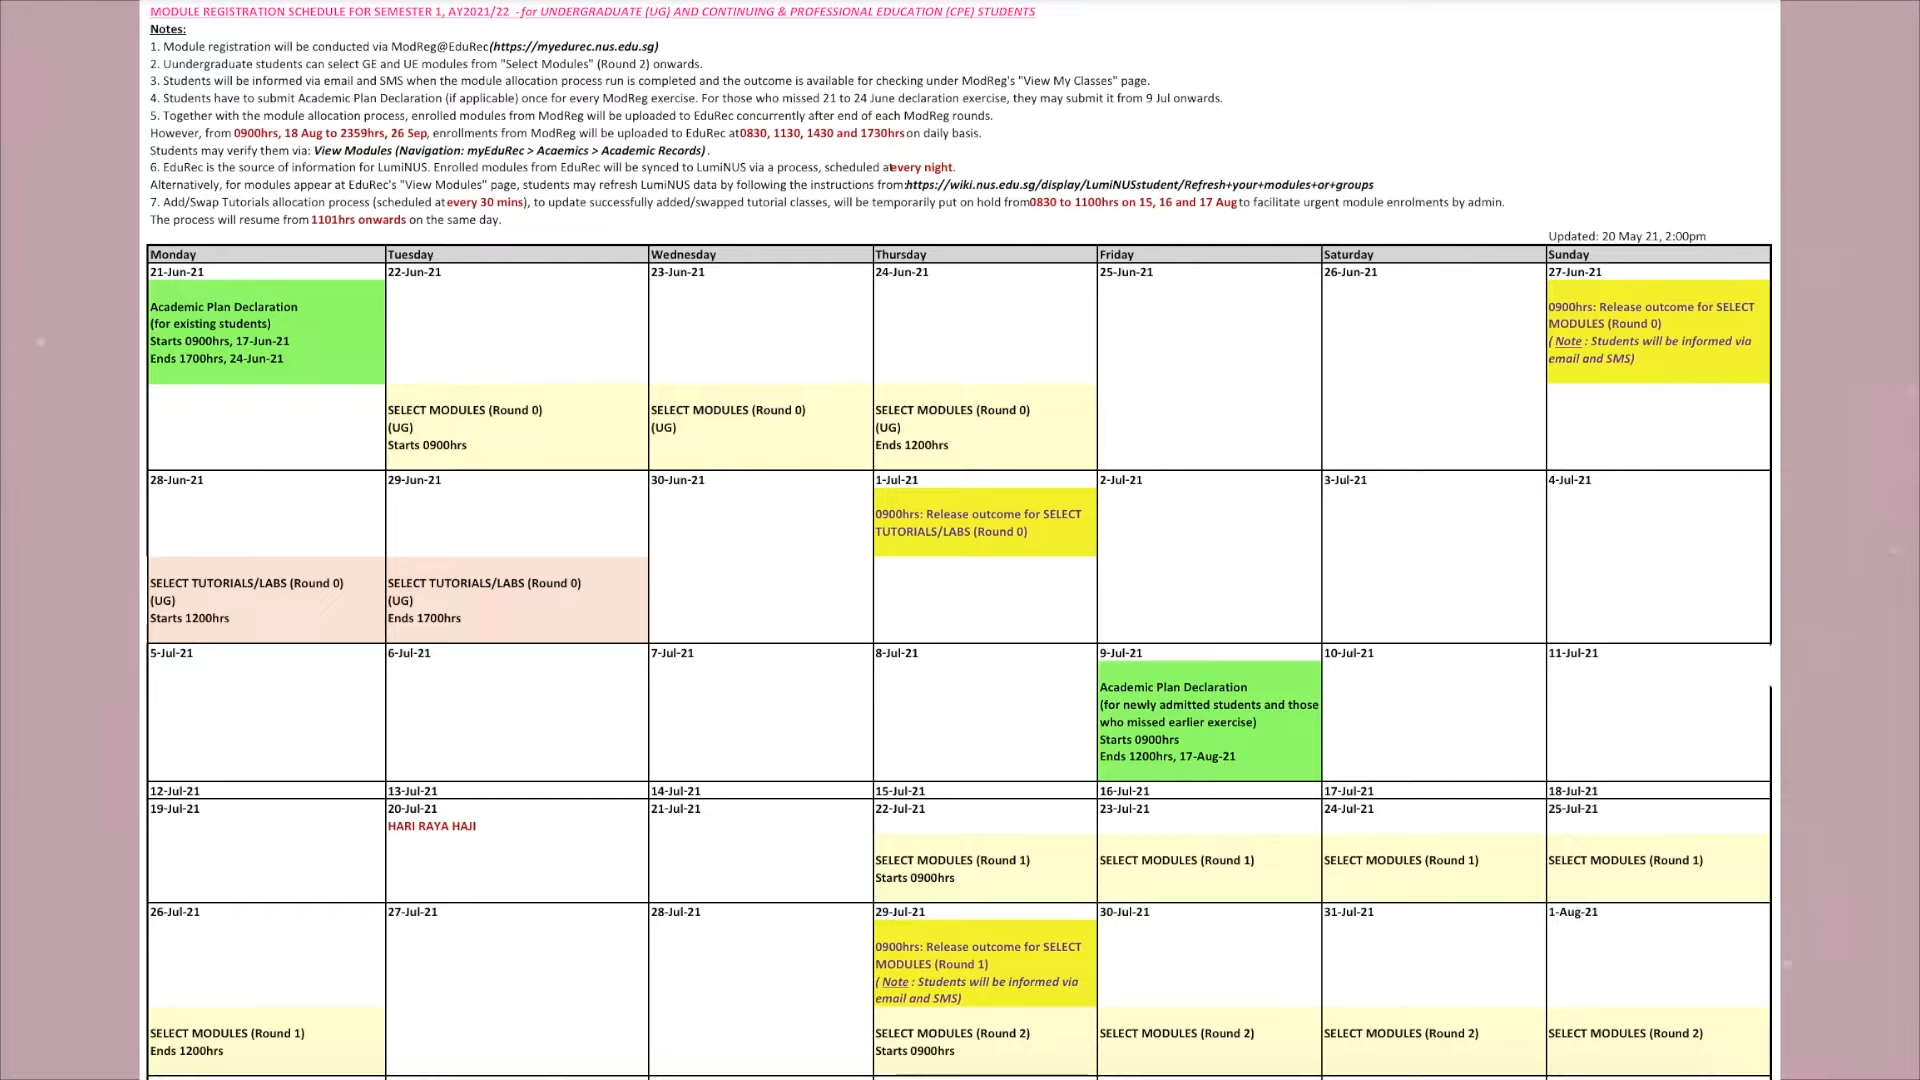 MODULE REGISTRATION SCHEDULE FOR SEMESTER 1, AY2021/22 - for UNDERGRADUATE (UG) AND CONTINUING & PROFESSIONAL EDUCATION (CPE) STUDENTS
Notes:
1. Module registration will be conducted via ModReg@EduRec(https://myedurec.nus.edu.sg)
2. Uundergraduate students can select GE and UE modules from "Select Modules" (Round 2) onwards.
3. Students will be informed via email and SMS when the module allocation process run is completed and the outcome is available for checking under ModReg's "View My Classes" page.
4. Students have to submit Academic Plan Declaration (if applicable) once for every ModReg exercise. For those who missed 21 to 24 June declaration exercise, they may submit it from 9 Jul onwards.
5. Together with the module allocation process, enrolled modules from ModReg will be uploaded to EduRec concurrently after end of each ModReg rounds.
However, from 0900hrs, 18 Aug to 2359hrs, 26 Sep, enrollments from ModReg will be uploaded to EduRec at 0830, 1130, 1430 and 1730hrs on daily basis.
Students may verify them via: View Modules (Navigation: myEduRec > Acaemics > Academic Records) .
6. EduRec is the source of information for LumiNUS. Enrolled modules from EduRec will be synced to LumiNUS via a process, scheduled at every night.
Alternatively, for modules appear at EduRec's "View Modules" page, students may refresh LumiNUS data by following the instructions from: https://wiki.nus.edu.sg/display/LumiNUSstudent/Refresh+your+modules+or+groups
7. Add/Swap Tutorials allocation process (scheduled at every 30 mins), to update successfully added/swapped tutorial classes, will be temporarily put on hold from 0830 to 1100hrs on 15, 16 and 17 Aug to facilitate urgent module enrolments by admin.
The process will resume from 1101hrs onwards on the same day.
Updated: 20 May 21, 2:00pm
Monday Tuesday Wednesday Thursday Friday Saturday Sunday
21-Jun-21 22-Jun-21 23-Jun-21 24-Jun-21 25-Jun-21 26-Jun-21 27-Jun-21
Academic Plan Declaration
(for existing students)
Starts 0900hrs, 17-Jun-21
Ends 1700hrs, 24-Jun-21
0900hrs: Release outcome for SELECT
MODULES (Round 0)
( Note : Students will be informed via
email and SMS)
SELECT MODULES (Round 0)
(UG)
Starts 0900hrs
SELECT MODULES (Round 0)
(UG)
SELECT MODULES (Round 0)
(UG)
Ends 1200hrs
28-Jun-21 29-Jun-21 30-Jun-21 1-Jul-21 2-Jul-21 3-Jul-21 4-Jul-21
0900hrs: Release outcome for SELECT
TUTORIALS/LABS (Round 0)
SELECT TUTORIALS/LABS (Round 0)
(UG)
Starts 1200hrs
SELECT TUTORIALS/LABS (Round 0)
(UG)
Ends 1700hrs
5-Jul-21 6-Jul-21 7-Jul-21 8-Jul-21 9-Jul-21 10-Jul-21 11-Jul-21
Academic Plan Declaration
(for newly admitted students and those
who missed earlier exercise)
Starts 0900hrs
Ends 1200hrs, 17-Aug-21
12-Jul-21 13-Jul-21 14-Jul-21 15-Jul-21 16-Jul-21 17-Jul-21 18-Jul-21
19-Jul-21 20-Jul-21 21-Jul-21 22-Jul-21 23-Jul-21 24-Jul-21 25-Jul-21
HARI RAYA HAJI
SELECT MODULES (Round 1)
Starts 0900hrs
SELECT MODULES (Round 1)
SELECT MODULES (Round 1)
SELECT MODULES (Round 1)
26-Jul-21 27-Jul-21 28-Jul-21 29-Jul-21 30-Jul-21 31-Jul-21 1-Aug-21
0900hrs: Release outcome for SELECT
MODULES (Round 1)
( Note : Students will be informed via
email and SMS)
SELECT MODULES (Round 1)
Ends 1200hrs
SELECT MODULES (Round 2)
Starts 0900hrs
SELECT MODULES (Round 2)
SELECT MODULES (Round 2)
SELECT MODULES (Round 2)